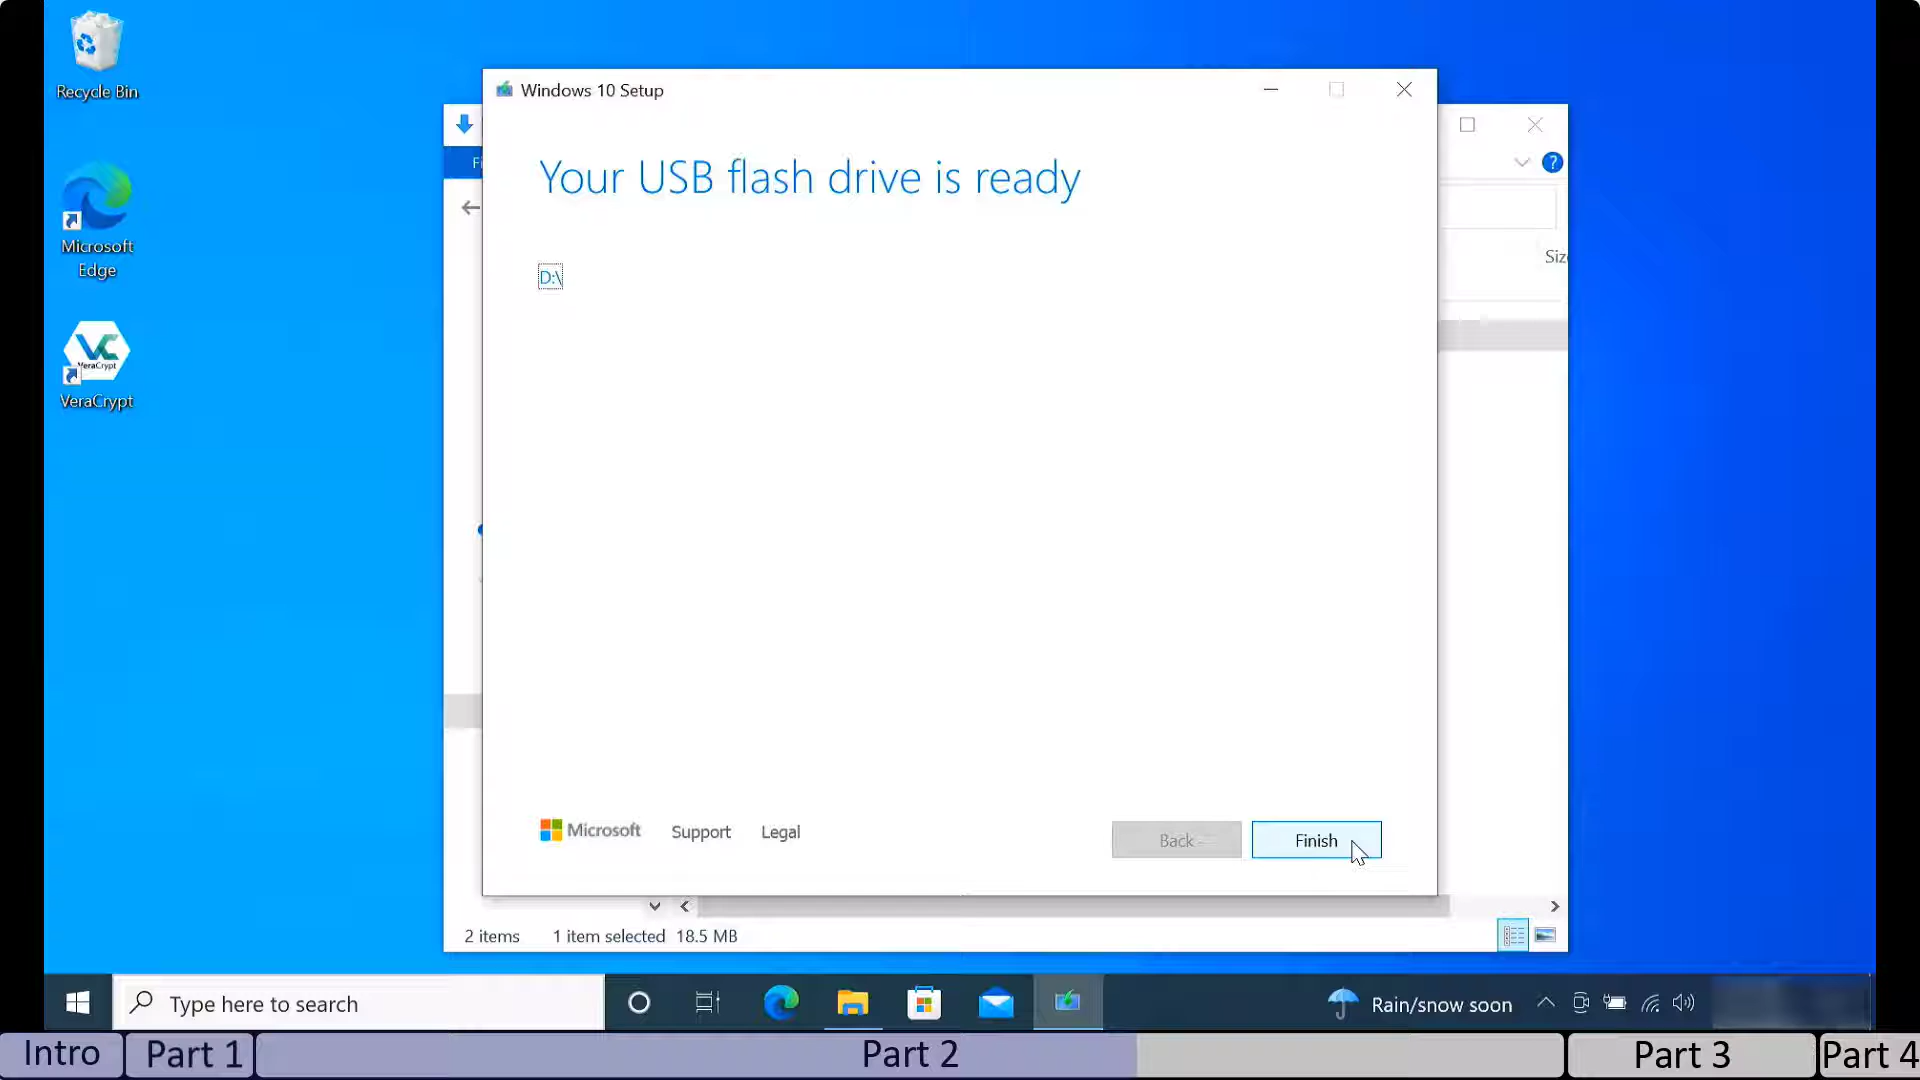 Recycle Bin
Microsoft
Edge
VeraCrypt
VeraCrypt
Windows 10 Setup
Your USB flash drive is ready
D:\
Microsoft
Support
Legal
Back
Finish
Fi
?
Siz
2 items
1 item selected 18.5 MB
Type here to search
Rain/snow soon
Intro
Part 1
Part 2
Part 3
Part 4